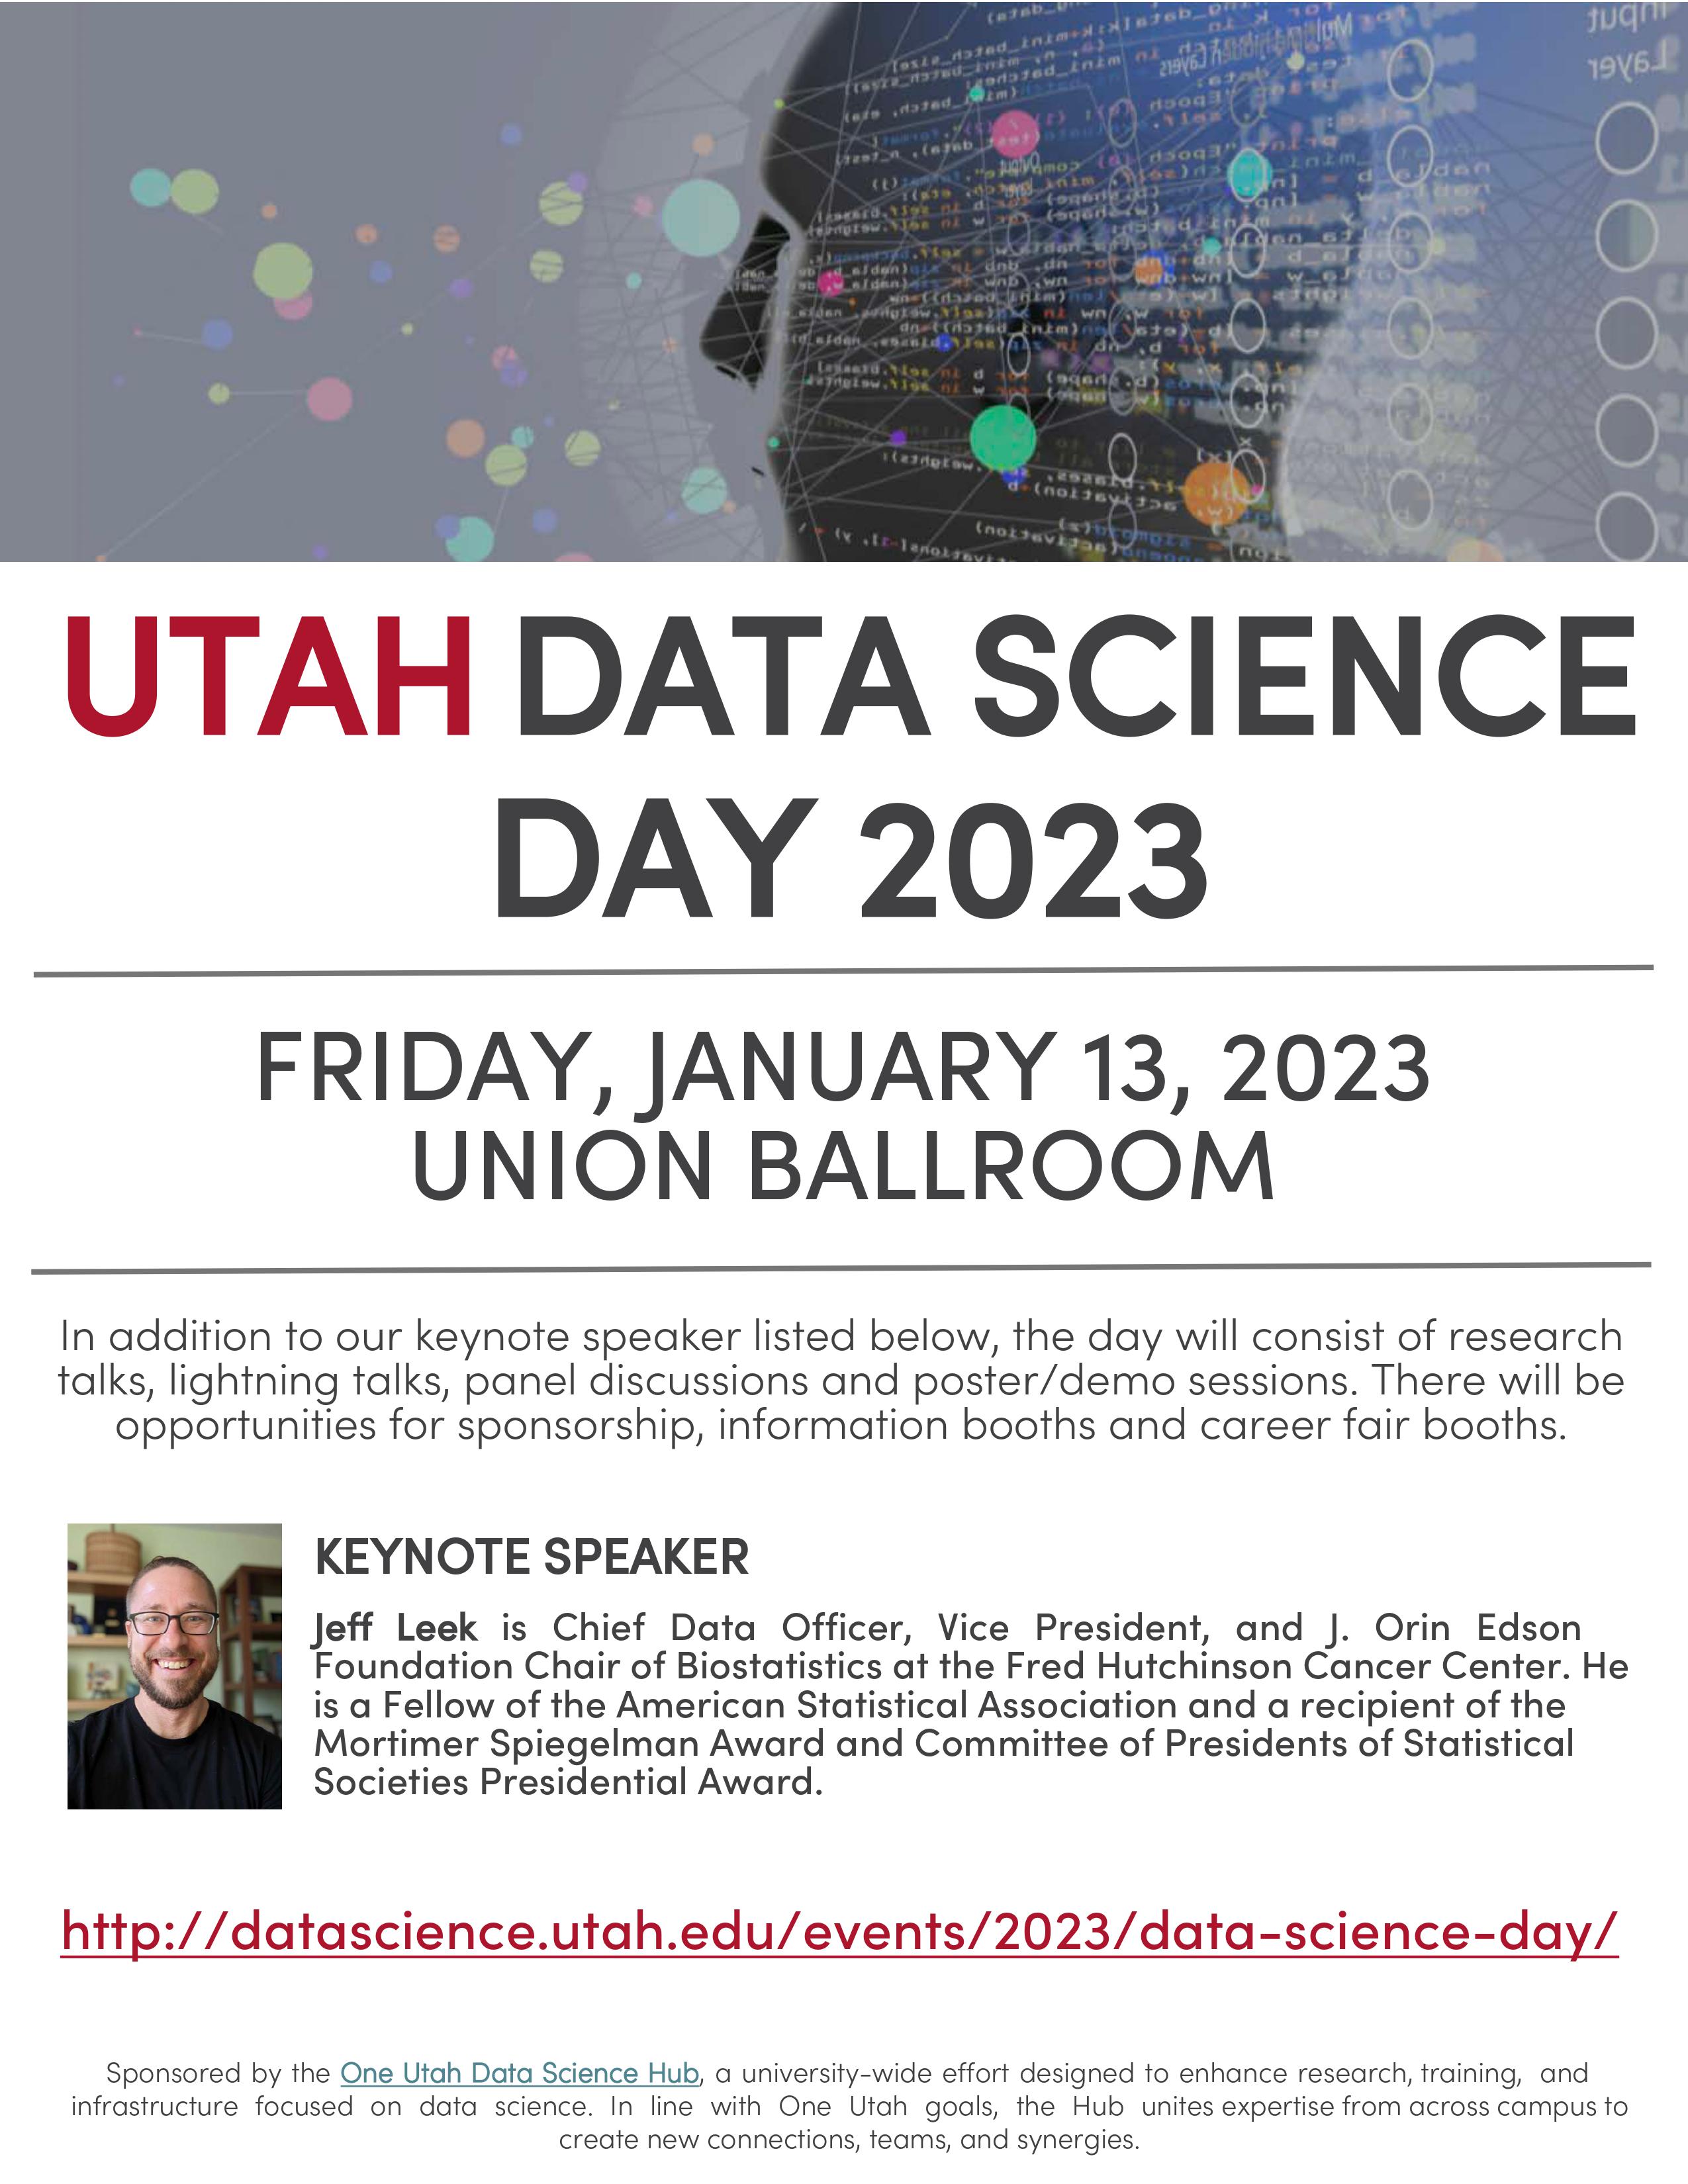 UTAH DATA SCIENCE
DAY 2023
FRIDAY, JANUARY 13, 2023
UNION BALLROOM
In addition to our keynote speaker listed below, the day will consist of research
talks, lightning talks, panel discussions and poster/demo sessions. There will be
opportunities for sponsorship, information booths and career fair booths.
KEYNOTE SPEAKER
Jeff Leek is Chief Data Officer, Vice President, and J. Orin Edson
Foundation Chair of Biostatistics at the Fred Hutchinson Cancer Center. He
is a Fellow of the American Statistical Association and a recipient of the
Mortimer Spiegelman Award and Committee of Presidents of Statistical
Societies Presidential Award.
http://datascience.utah.edu/events/2023/data-science-day/
Sponsored by the One Utah Data Science Hub, a university-wide effort designed to enhance research, training, and
infrastructure focused on data science. In line with One Utah goals, the Hub unites expertise from across campus to
create new connections, teams, and synergies.